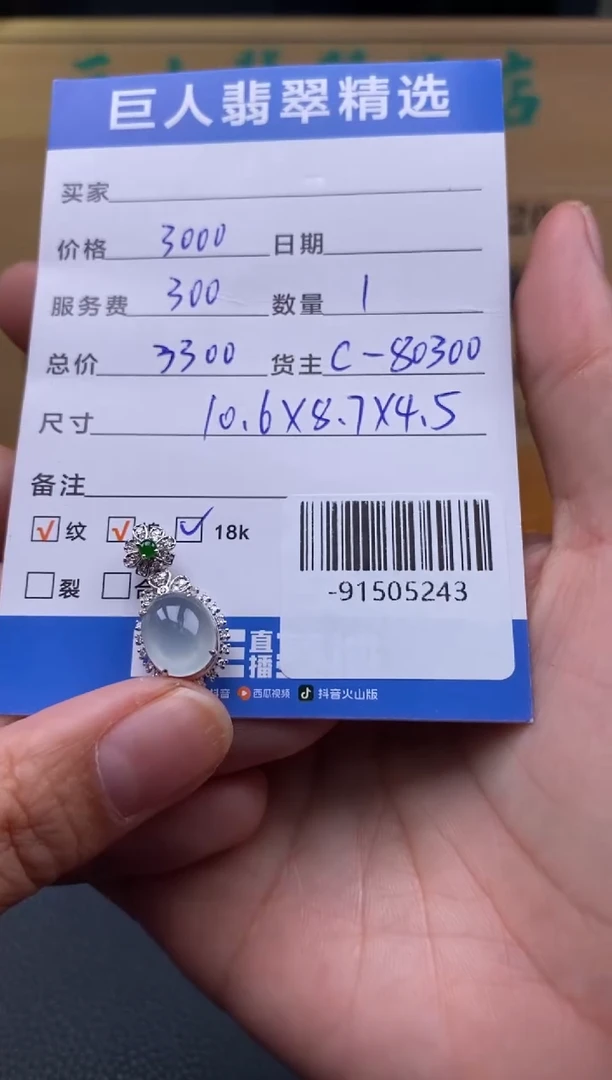 巨人翡翠精选
买家
价格 3000 日期
服务费 300 数量 1
总价 3300 货主 C-80300
尺寸 10.6X8.7X4.5
备注
√ 纹 √ √ 18k
裂
-91505243
直
播
抖音 西瓜视频 抖音火山版